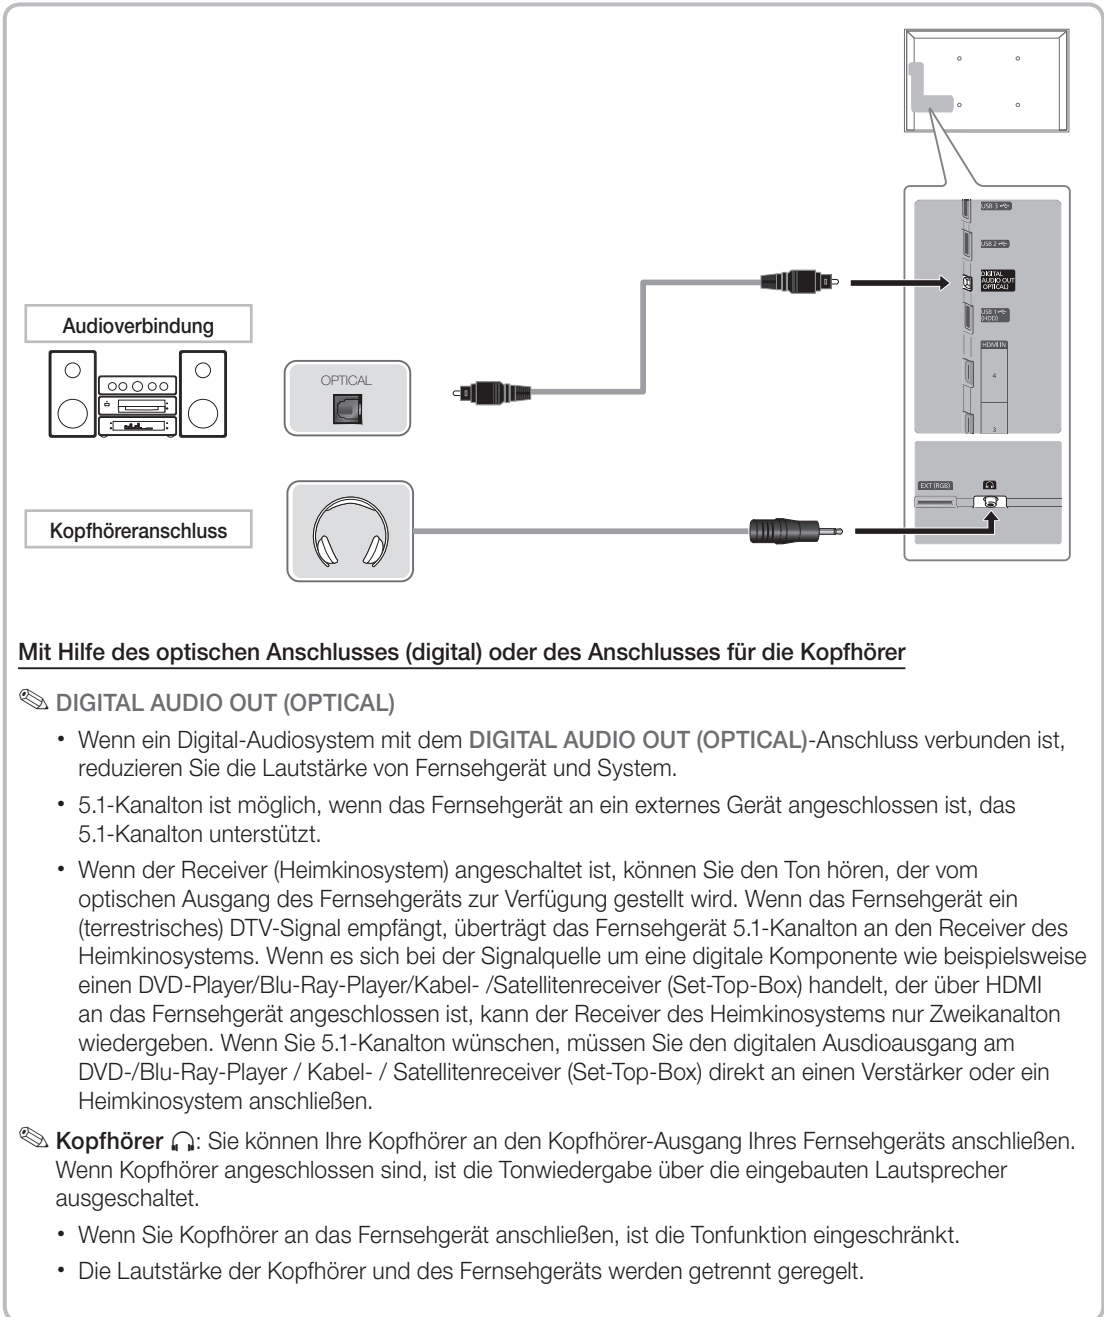 USB 3
USB 2
DIGITAL
AUDIO OUT
(OPTICAL)
USB 1
(HDD)
HDMI IN
4
3
Audioverbindung
OPTICAL
EXT (RGB)
Kopfhöreranschluss
Mit Hilfe des optischen Anschlusses (digital) oder des Anschlusses für die Kopfhörer
DIGITAL AUDIO OUT (OPTICAL)
• Wenn ein Digital-Audiosystem mit dem DIGITAL AUDIO OUT (OPTICAL)-Anschluss verbunden ist,
reduzieren Sie die Lautstärke von Fernsehgerät und System.
• 5.1-Kanalton ist möglich, wenn das Fernsehgerät an ein externes Gerät angeschlossen ist, das
5.1-Kanalton unterstützt.
• Wenn der Receiver (Heimkinosystem) angeschaltet ist, können Sie den Ton hören, der vom
optischen Ausgang des Fernsehgeräts zur Verfügung gestellt wird. Wenn das Fernsehgerät ein
(terrestrisches) DTV-Signal empfängt, überträgt das Fernsehgerät 5.1-Kanalton an den Receiver des
Heimkinosystems. Wenn es sich bei der Signalquelle um eine digitale Komponente wie beispielsweise
einen DVD-Player/Blu-Ray-Player/Kabel- /Satellitenreceiver (Set-Top-Box) handelt, der über HDMI
an das Fernsehgerät angeschlossen ist, kann der Receiver des Heimkinosystems nur Zweikanalton
wiedergeben. Wenn Sie 5.1-Kanalton wünschen, müssen Sie den digitalen Ausdioausgang am
DVD-/Blu-Ray-Player / Kabel- / Satellitenreceiver (Set-Top-Box) direkt an einen Verstärker oder ein
Heimkinosystem anschließen.
Kopfhörer : Sie können Ihre Kopfhörer an den Kopfhörer-Ausgang Ihres Fernsehgeräts anschließen.
Wenn Kopfhörer angeschlossen sind, ist die Tonwiedergabe über die eingebauten Lautsprecher
ausgeschaltet.
• Wenn Sie Kopfhörer an das Fernsehgerät anschließen, ist die Tonfunktion eingeschränkt.
• Die Lautstärke der Kopfhörer und des Fernsehgeräts werden getrennt geregelt.